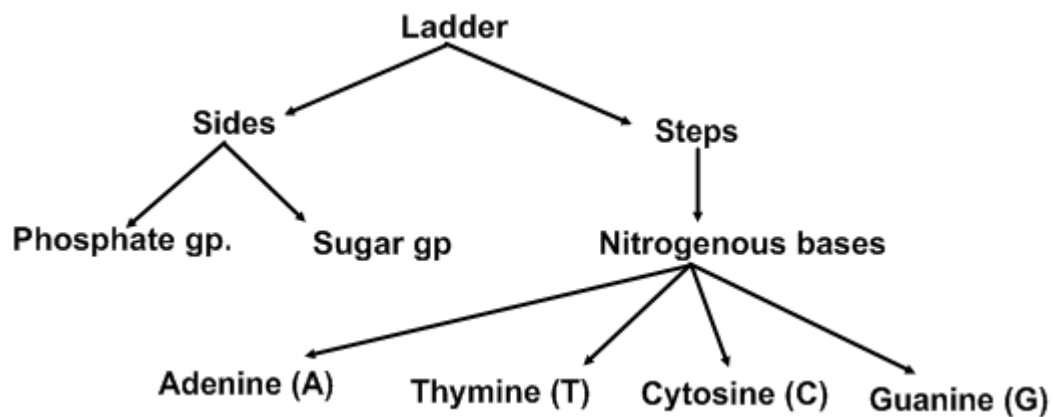 Ladder
Sides
Steps
Phosphate gp.
Sugar gp
Nitrogenous bases
Adenine (A)
Thymine (T)
Cytosine (C)
Guanine (G)